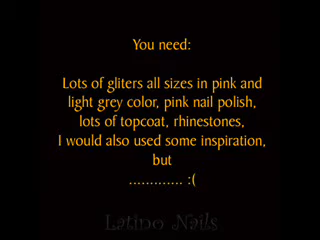 You need:
Lots of gliters all sizes in pink and
light grey color, pink nail polish,
lots of topcoat, rhinestones,
I would also used some inspiration,
but
............. :(
Latino Nails